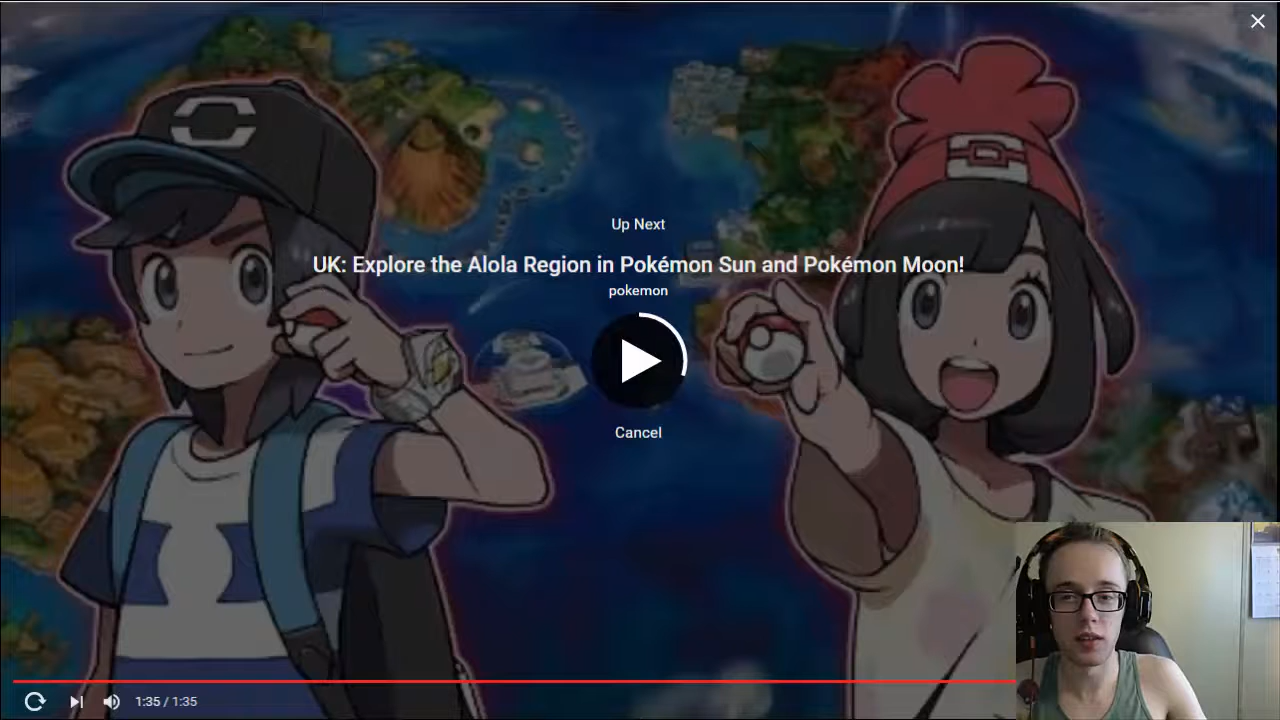 Up Next
UK: Explore the Alola Region in Pokémon Sun and Pokémon Moon!
pokemon
Cancel
1:35 / 1:35